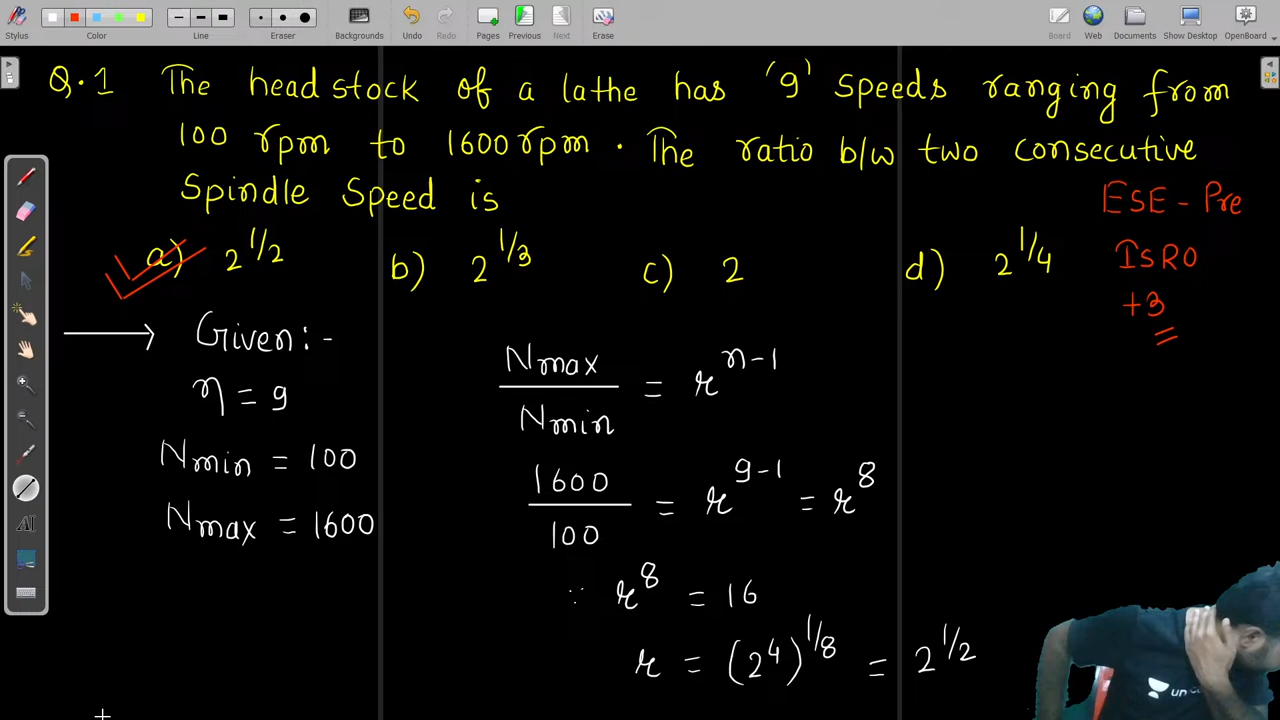 Stylus
Color
Line
Eraser
Backgrounds
Undo
Redo
Pages
Previous
Next
Erase
Board
Web
Documents
Show Desktop
OpenBoard
Q.1 The headstock of a lathe has '9' speeds ranging from
100 rpm to 1600 rpm. The ratio b/w two consecutive
Spindle Speed is
ESE - Pre
ISRO
+3
a) 2^1/2 b) 2^1/3 c) 2 d) 2^1/4
Given:-
n = 9
Nmin = 100
Nmax = 1600
Nmax / Nmin = r^n-1
1600 / 100 = r^9-1 = r^8
∵ r^8 = 16
r = (2^4)^1/8 = 2^1/2
AI